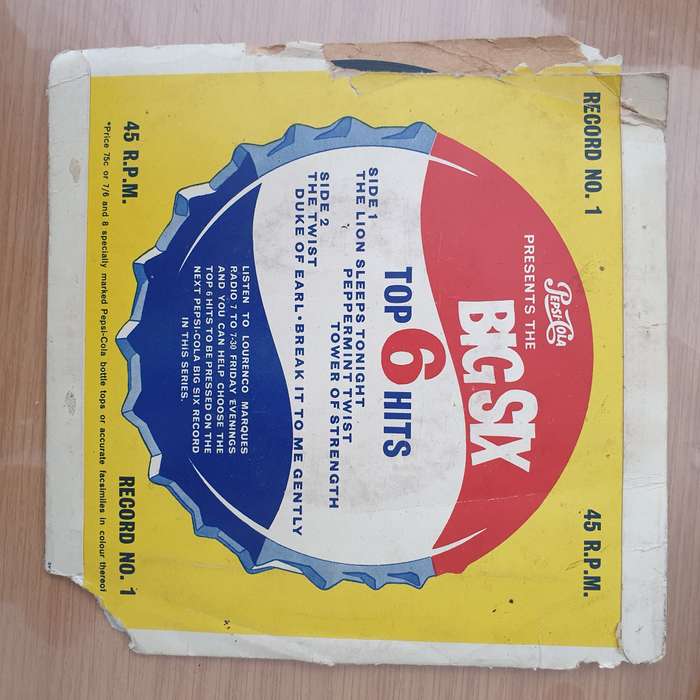 RECORD NO. 1
45 R.P.M.
PEPSI-COLA
PRESENTS THE
BIG SIX
TOP 6 HITS
SIDE 1
THE LION SLEEPS TONIGHT
PEPPERMINT TWIST
TOWER OF STRENGTH
SIDE 2
THE TWIST
DUKE OF EARL • BREAK IT TO ME GENTLY
LISTEN TO LOURENCO MARQUES
RADIO 7 TO 7.30 FRIDAY EVENINGS
AND YOU CAN HELP CHOOSE THE
TOP 6 HITS TO BE PRESSED ON THE
NEXT PEPSI-COLA BIG SIX RECORD
IN THIS SERIES.
45 R.P.M.
RECORD NO. 1
*Price 75c or 7/6 and 8 specially marked Pepsi-Cola bottle tops or accurate facsimiles in colour thereof